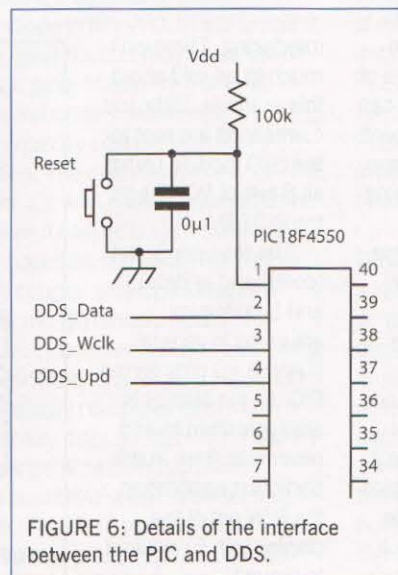 Vdd
100k
Reset
0µ1
PIC18F4550
1 40
2 39
DDS_Data
3 38
DDS_Wclk
4 37
DDS_Upd
5 36
6 35
7 34
FIGURE 6: Details of the interface
between the PIC and DDS.